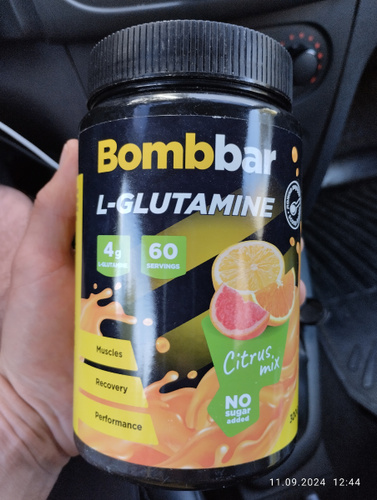 Bombbar
L-GLUTAMINE
4g
L-GLUTAMINE
60
SERVINGS
Muscles
Recovery
Performance
Citrus
mix
NO
sugar
added
11.09.2024 12:44